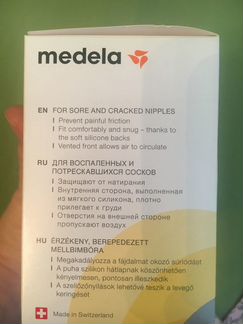 medela
EN FOR SORE AND CRACKED NIPPLES
I Prevent painful friction
I Fit comfortably and snug – thanks to
the soft silicone backs
I Vented front allows air to circulate
RU ДЛЯ ВОСПАЛЕННЫХ И
ПОТРЕСКАВШИХСЯ СОСКОВ
I Защищают от натирания
I Внутренняя сторона, выполненная
из мягкого силикона, плотно
прилегает к груди
I Отверстия на внешней стороне
пропускают воздух
HU ÉRZÉKENY, BEREPEDEZETT
MELLBIMBÓRA
I Megakadályozza a fájdalmat okozó súrlódást
I A puha szilikon hátlapnak köszönhetően
kényelmesen, pontosan illeszkedik
I A szellőzőnyílások lehetővé teszik a levegő
keringését
Made in Switzerland